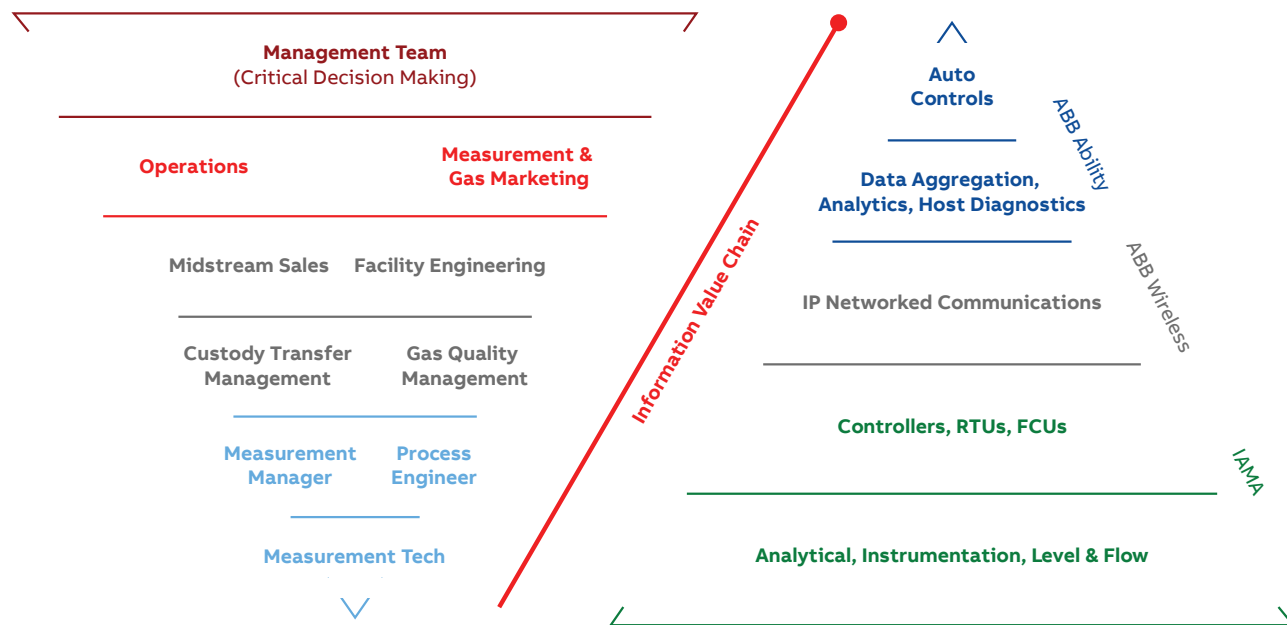 Management Team
(Critical Decision Making)
Operations
Measurement &
Gas Marketing
Midstream Sales
Facility Engineering
Custody Transfer
Management
Gas Quality
Management
Measurement
Manager
Process
Engineer
Measurement Tech
Information Value Chain
Auto
Controls
Data Aggregation,
Analytics, Host Diagnostics
IP Networked Communications
Controllers, RTUs, FCUs
Analytical, Instrumentation, Level & Flow
ABB Ability
ABB Wireless
IAMA